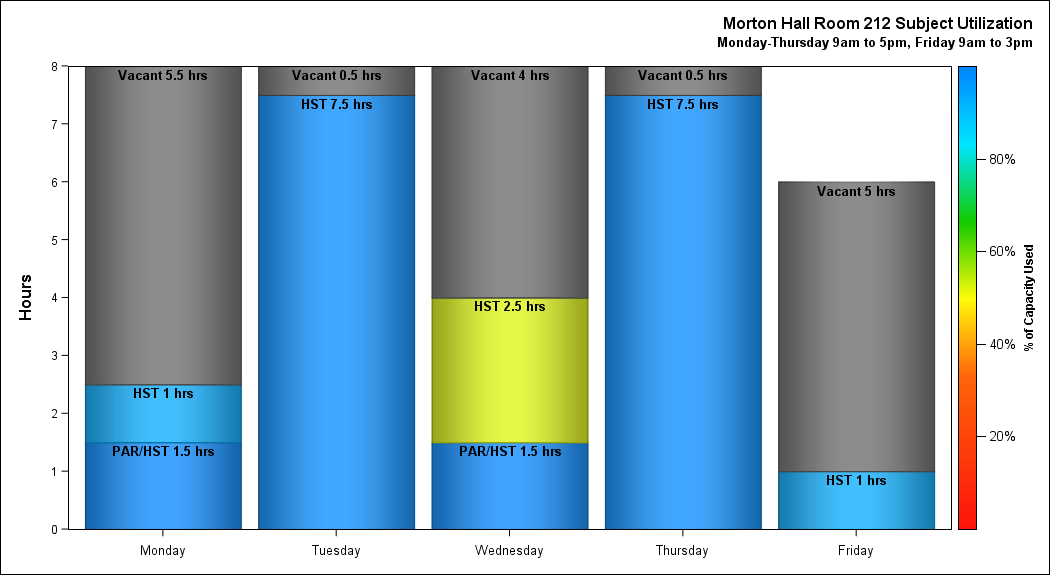 Morton Hall Room 212 Subject Utilization
Monday-Thursday 9am to 5pm, Friday 9am to 3pm
Hours
8
7
6
5
4
3
2
1
0
Vacant 5.5 hrs
HST 1 hrs
PAR/HST 1.5 hrs
Vacant 0.5 hrs
HST 7.5 hrs
Vacant 4 hrs
HST 2.5 hrs
PAR/HST 1.5 hrs
Vacant 0.5 hrs
HST 7.5 hrs
Vacant 5 hrs
HST 1 hrs
Monday
Tuesday
Wednesday
Thursday
Friday
80%
60%
40%
20%
% of Capacity Used